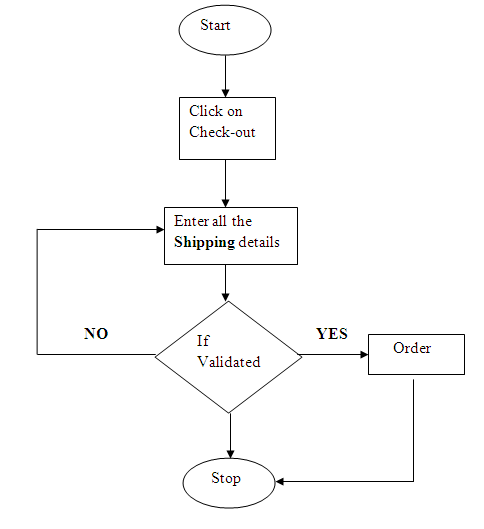 Start
Click on
Check-out
Enter all the
Shipping details
NO
YES
If
Validated
Order
Stop